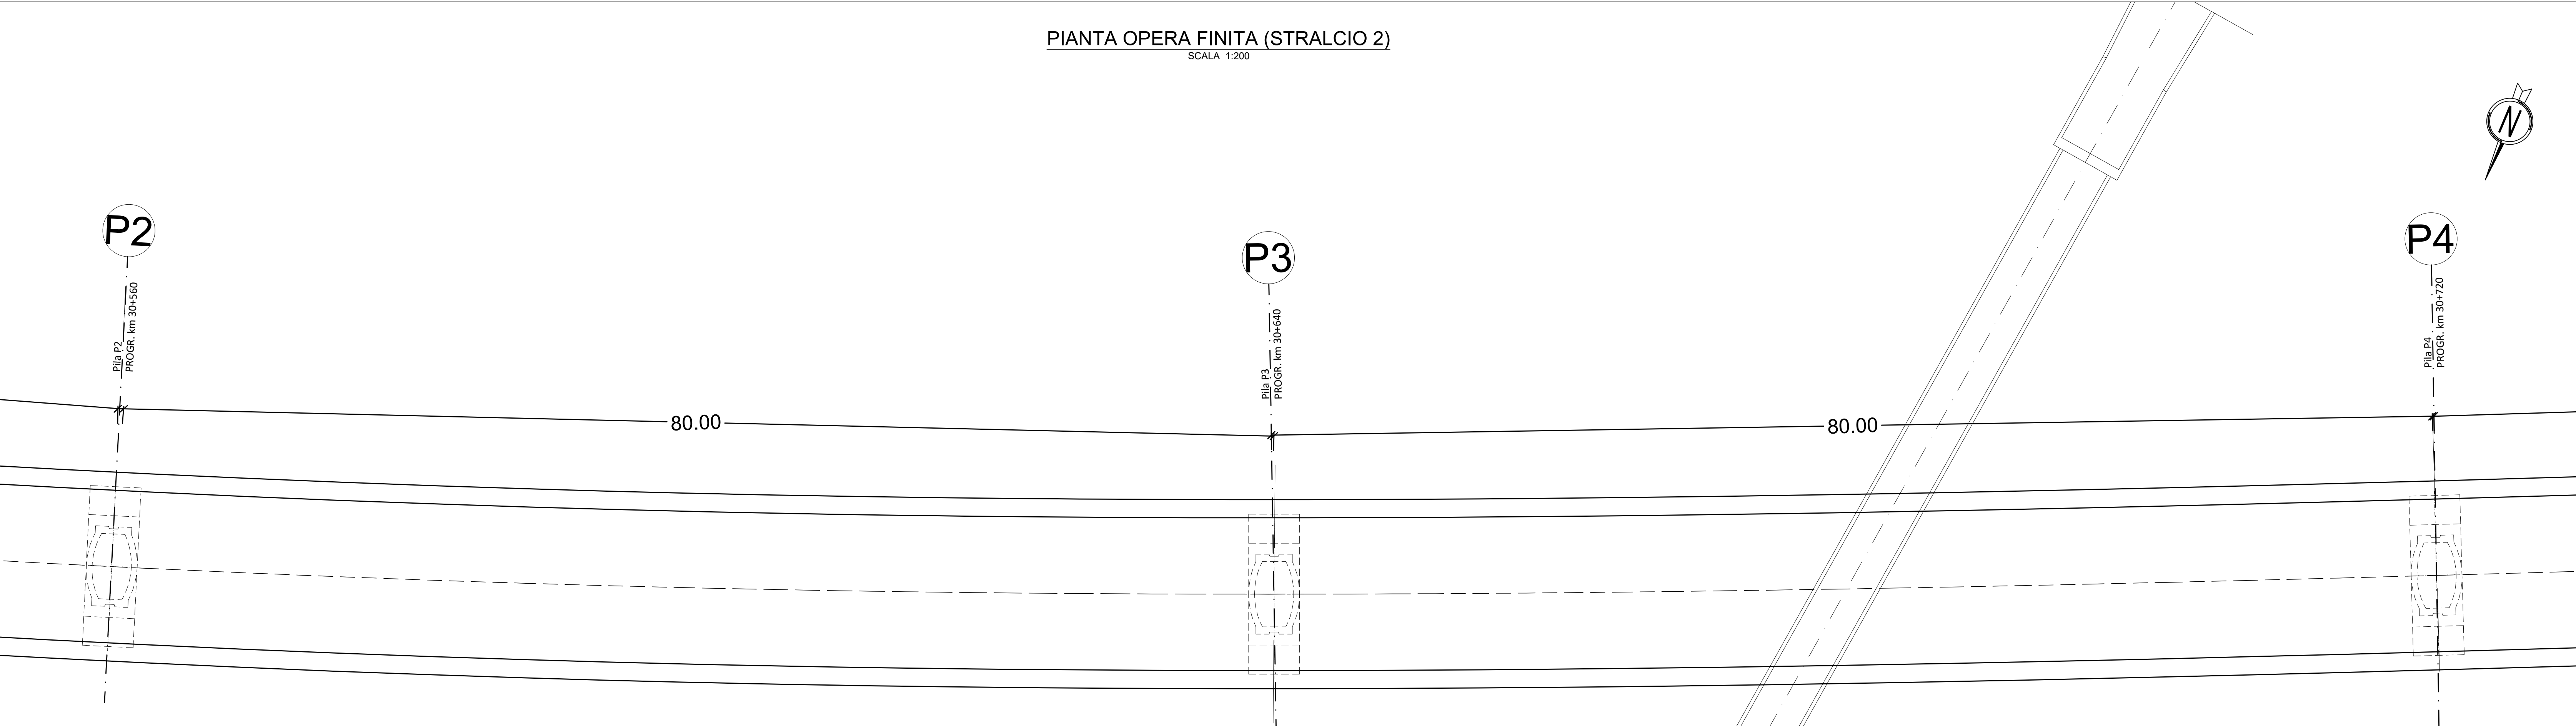 PIANTA OPERA FINITA (STRALCIO 2)
SCALA 1:200
N
P2
Pila P2
PROGR. km 30+560
P3
Pila P3
PROGR. km 30+640
P4
Pila P4
PROGR. km 30+720
80.00
80.00